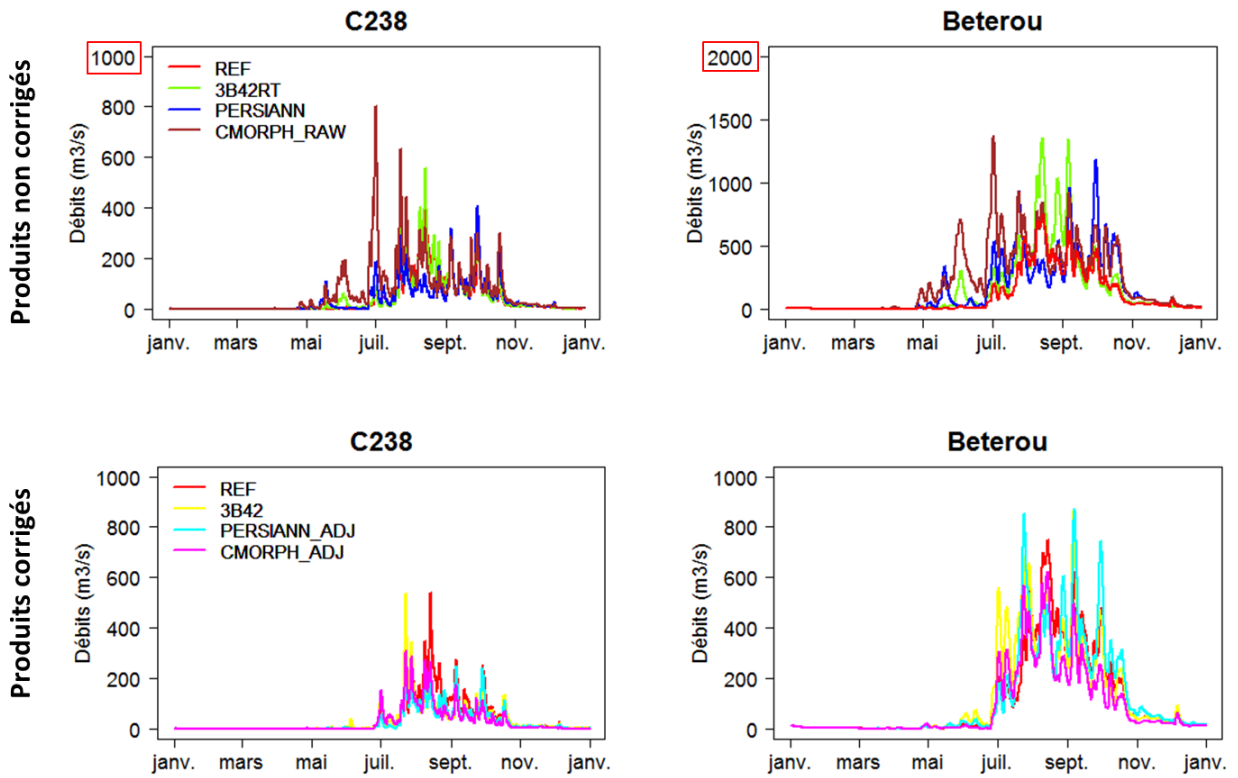 C238
Produits non corrigés
Débits (m3/s)
1000
800
600
400
200
0
REF
3B42RT
PERSIANN
CMORPH_RAW
janv. mars mai juil. sept. nov. janv.
Beterou
Débits (m3/s)
2000
1500
1000
500
0
janv. mars mai juil. sept. nov. janv.
C238
Produits corrigés
Débits (m3/s)
1000
800
600
400
200
0
REF
3B42
PERSIANN_ADJ
CMORPH_ADJ
janv. mars mai juil. sept. nov. janv.
Beterou
Débits (m3/s)
1000
800
600
400
200
0
janv. mars mai juil. sept. nov. janv.